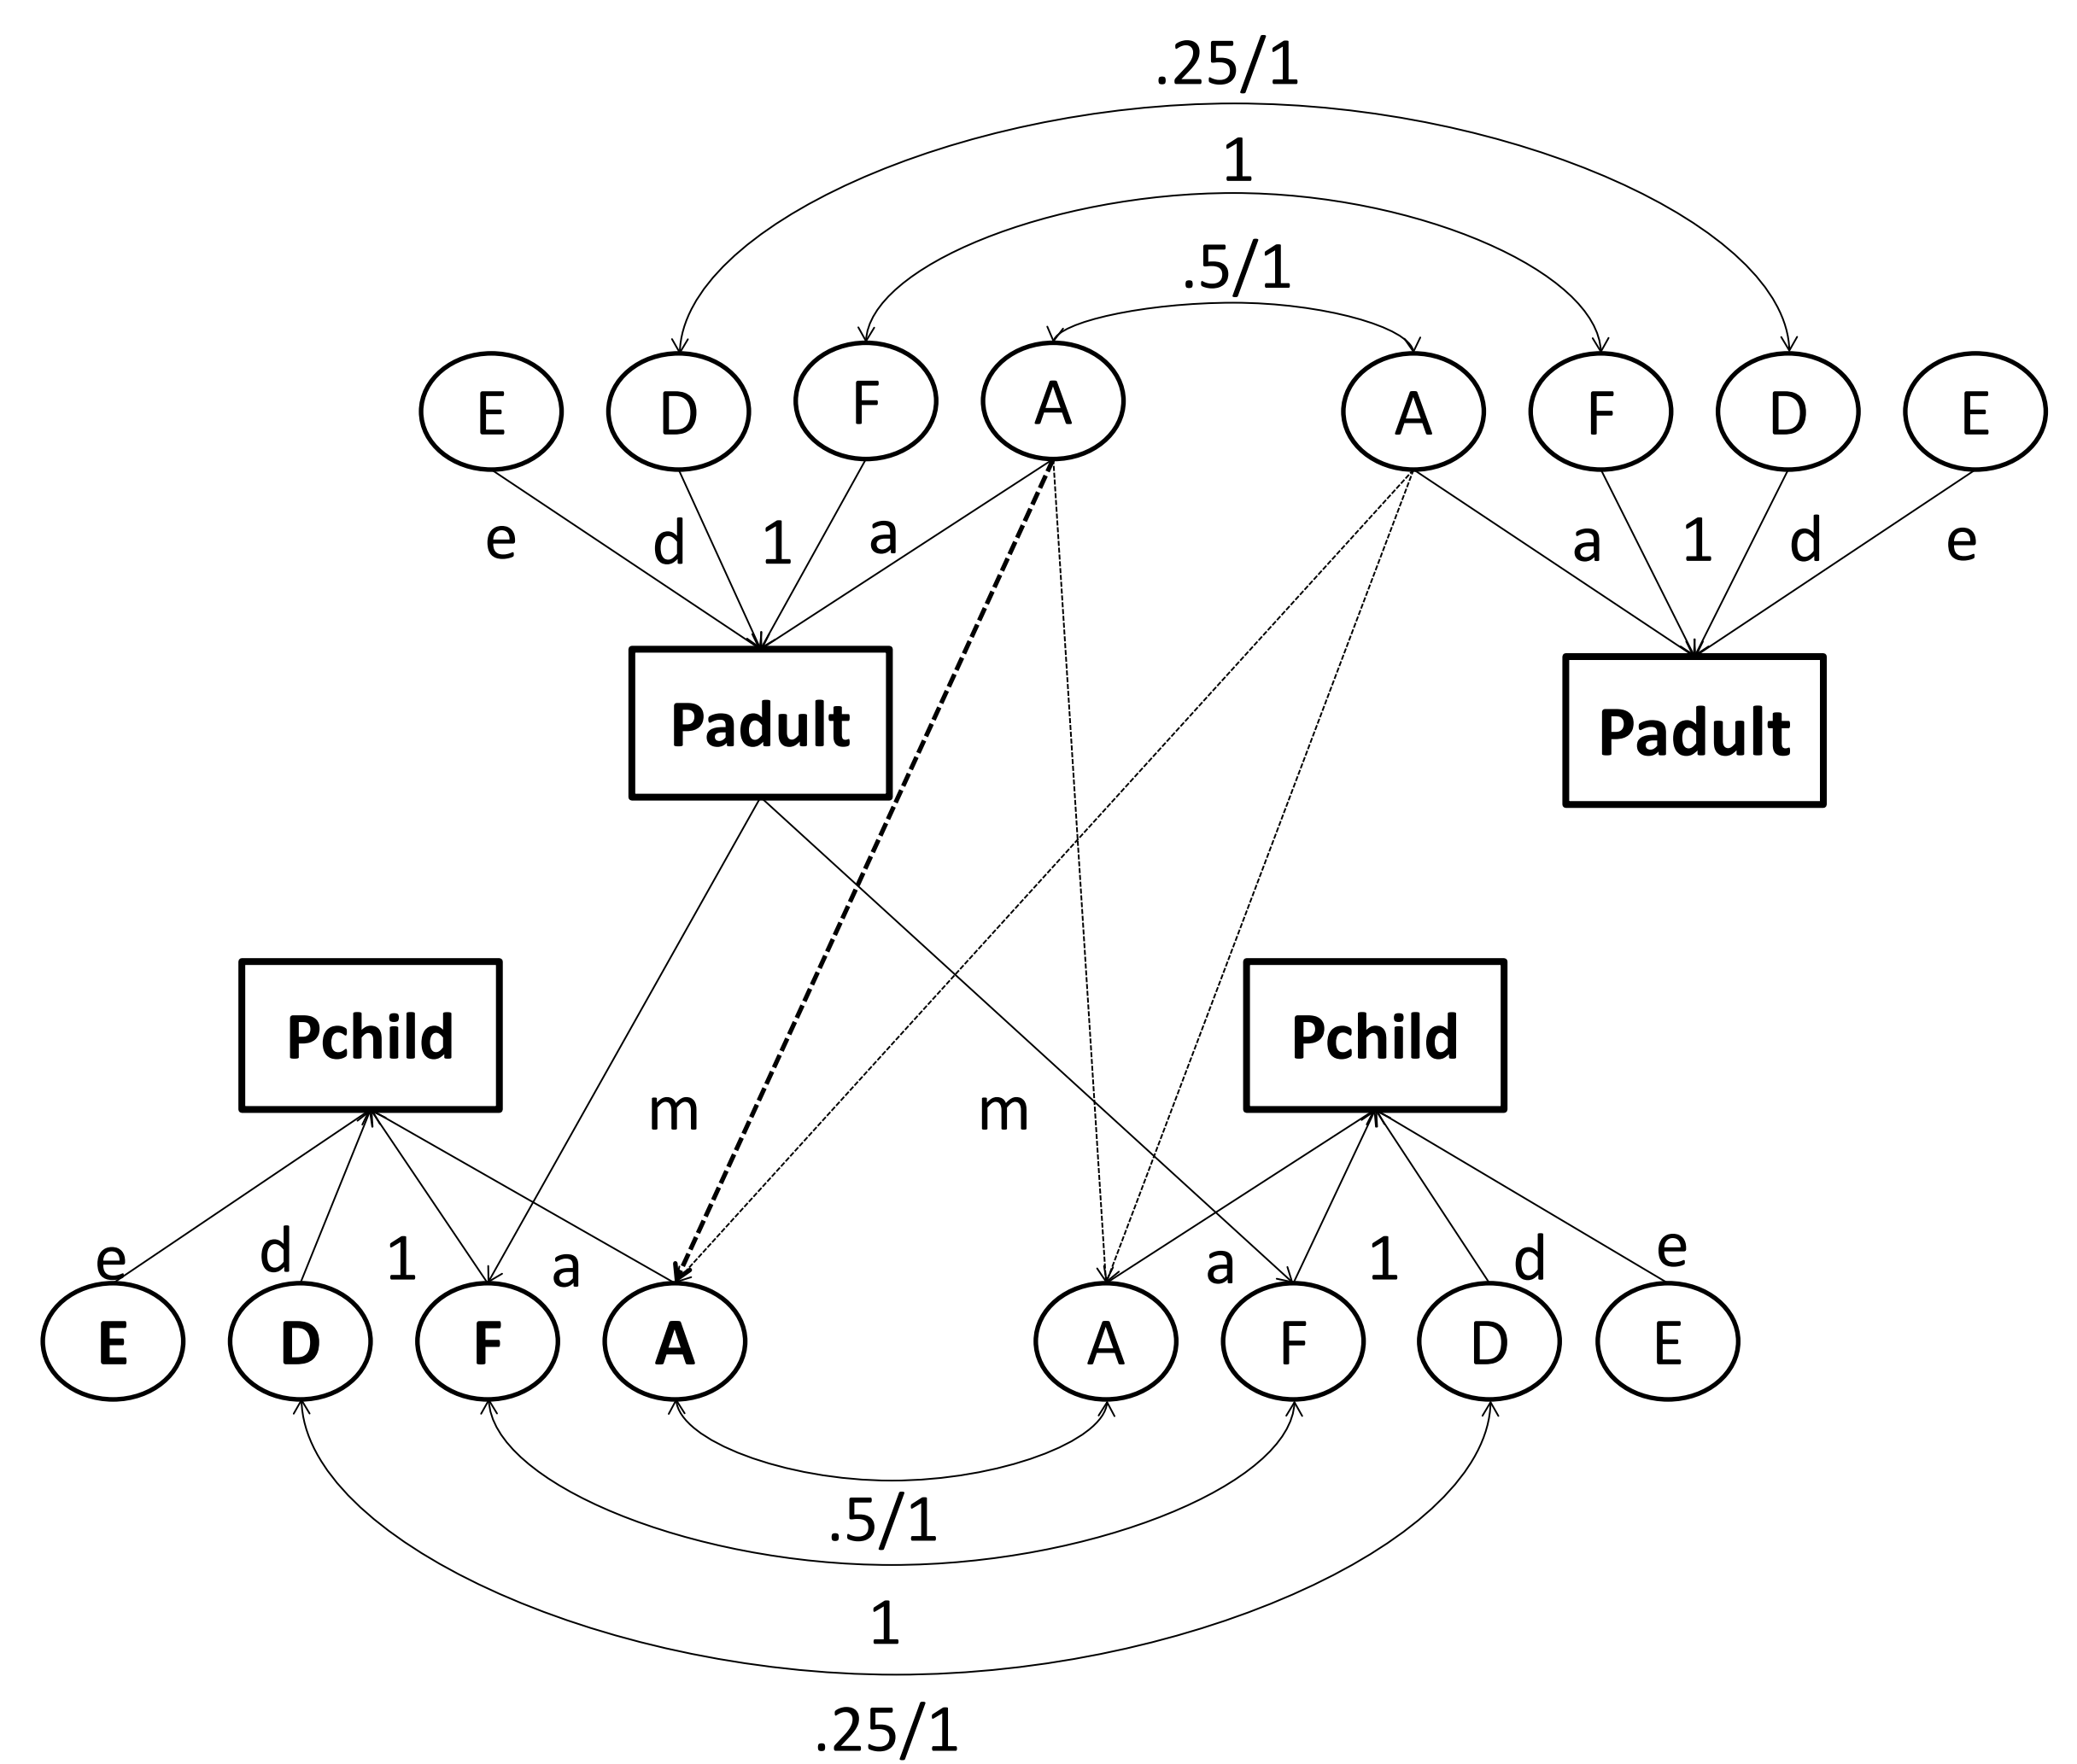 .25/1
1
.5/1
E D F A A F D E
e d 1 a a 1 d e
Padult Padult
Pchild Pchild
m m
e d 1 a a 1 d e
E D F A A F D E
.5/1
1
.25/1